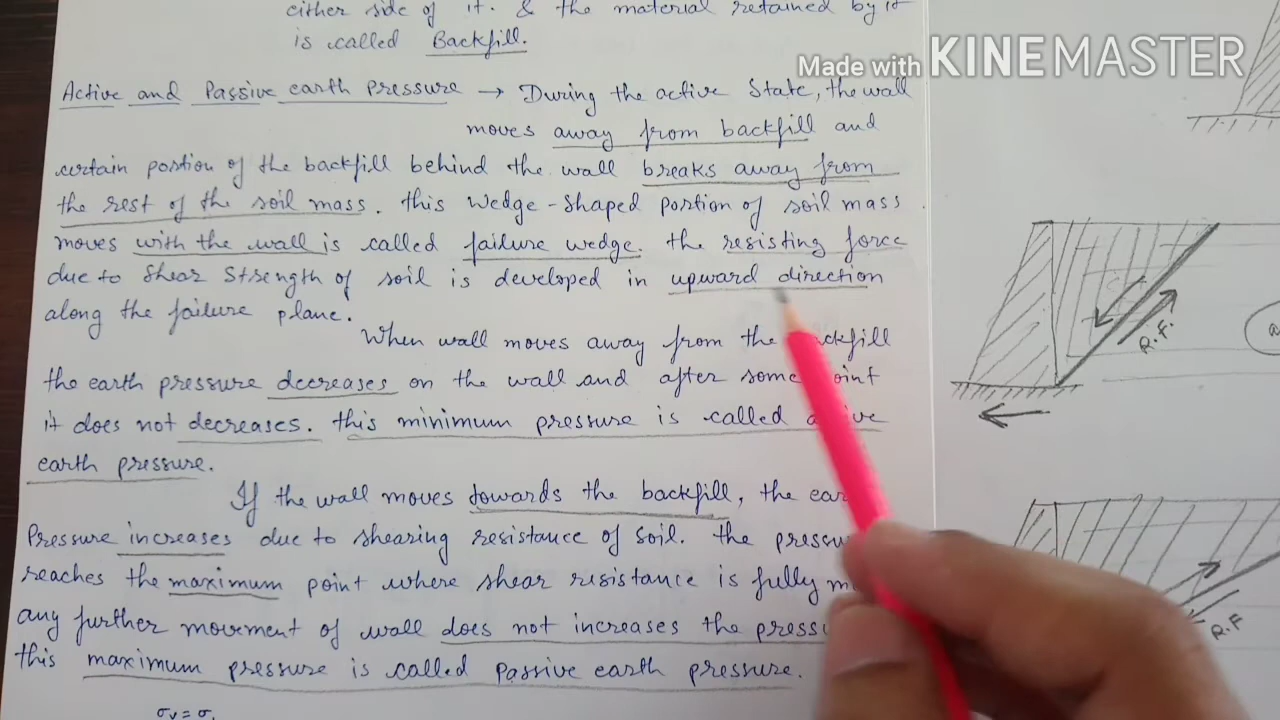 either side of it. & the material retained by it
is called Backfill.
Made with KINEMASTER
Active and Passive earth pressure → During the active State, the wall
moves away from backfill and
certain portion of the backfill behind the wall breaks away from
the rest of the soil mass. this wedge-shaped portion of soil mass
moves with the wall is called failure wedge. the resisting force
due to shear strength of soil is developed in upward direction
along the failure plane.
When wall moves away from the backfill
the earth pressure decreases on the wall and after some point
it does not decreases. this minimum pressure is called active
earth pressure.
If the wall moves towards the backfill, the
Pressure increases due to shearing resistance of soil. the
reaches the maximum point where shear resistance is fully
any further movement of wall does not increases the
this maximum pressure is called Passive earth pressure.
R.F.
R.F